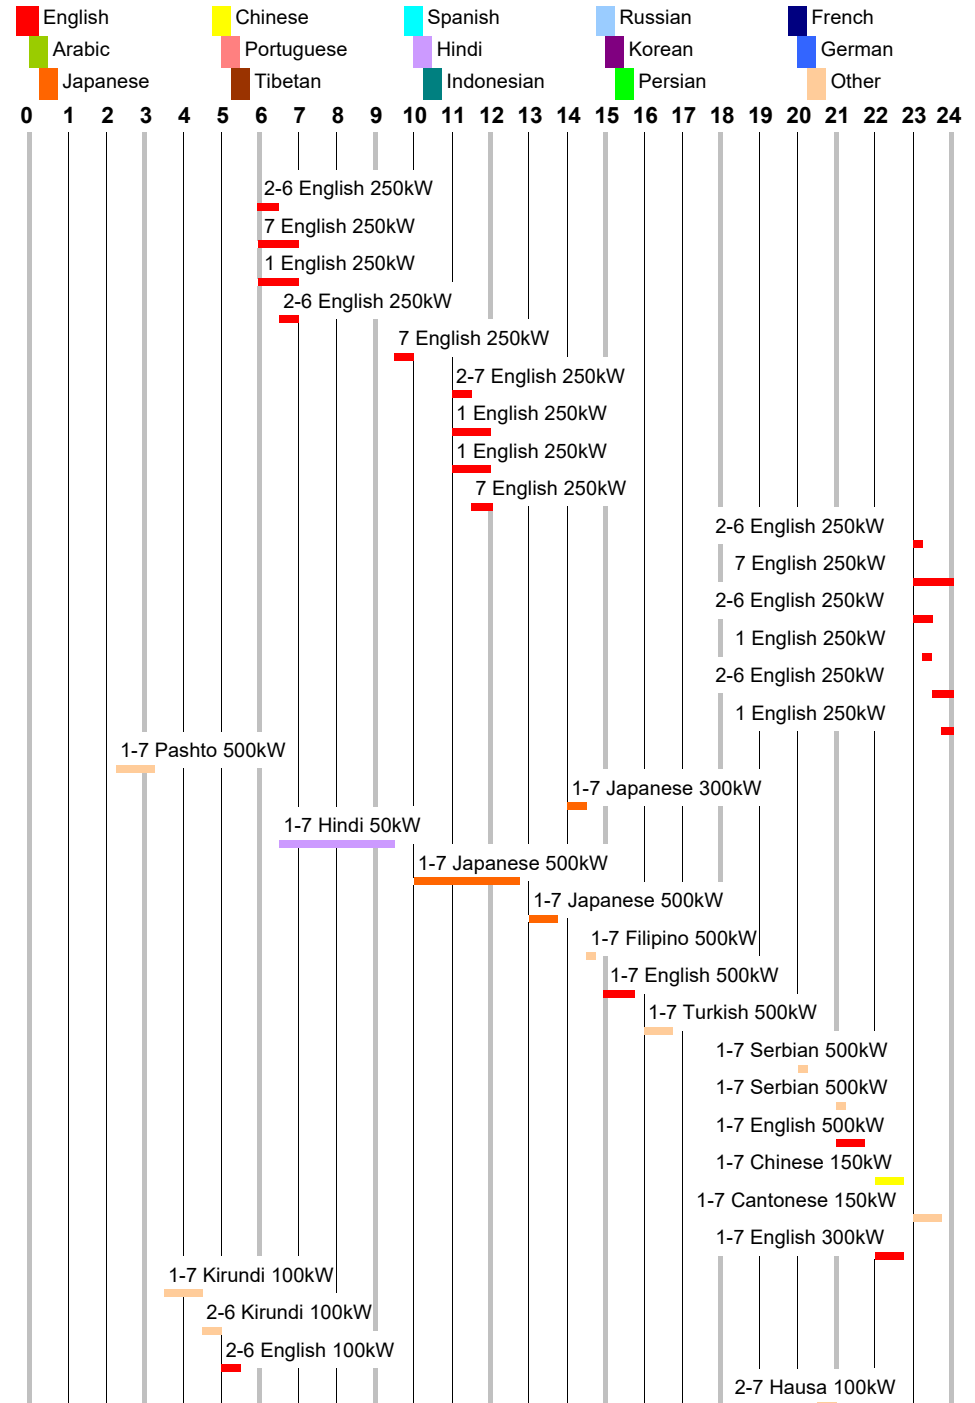 English Chinese Spanish Russian French
Arabic Portuguese Hindi Korean German
Japanese Tibetan Indonesian Persian Other
0 1 2 3 4 5 6 7 8 9 10 11 12 13 14 15 16 17 18 19 20 21 22 23 24
2-6 English 250kW
7 English 250kW
1 English 250kW
2-6 English 250kW
7 English 250kW
2-7 English 250kW
1 English 250kW
1 English 250kW
7 English 250kW
2-6 English 250kW
7 English 250kW
2-6 English 250kW
1 English 250kW
2-6 English 250kW
1 English 250kW
1-7 Pashto 500kW
1-7 Japanese 300kW
1-7 Hindi 50kW
1-7 Japanese 500kW
1-7 Japanese 500kW
1-7 Filipino 500kW
1-7 English 500kW
1-7 Turkish 500kW
1-7 Serbian 500kW
1-7 Serbian 500kW
1-7 English 500kW
1-7 Chinese 150kW
1-7 Cantonese 150kW
1-7 English 300kW
1-7 Kirundi 100kW
2-6 Kirundi 100kW
2-6 English 100kW
2-7 Hausa 100kW